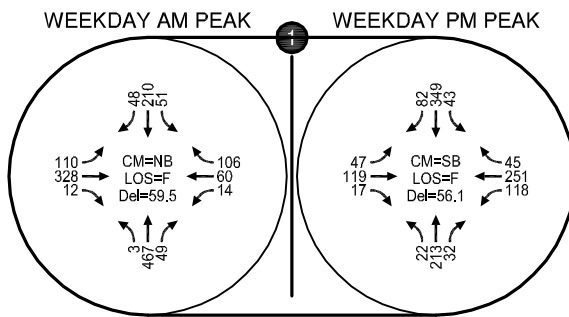 WEEKDAY AM PEAK
1
WEEKDAY PM PEAK
48 210 51
110
328
12
CM=NB
LOS=F
Del=59.5
106
60
14
3 467 49
82 349 43
47
119
17
CM=SB
LOS=F
Del=56.1
45
251
118
22 213 32